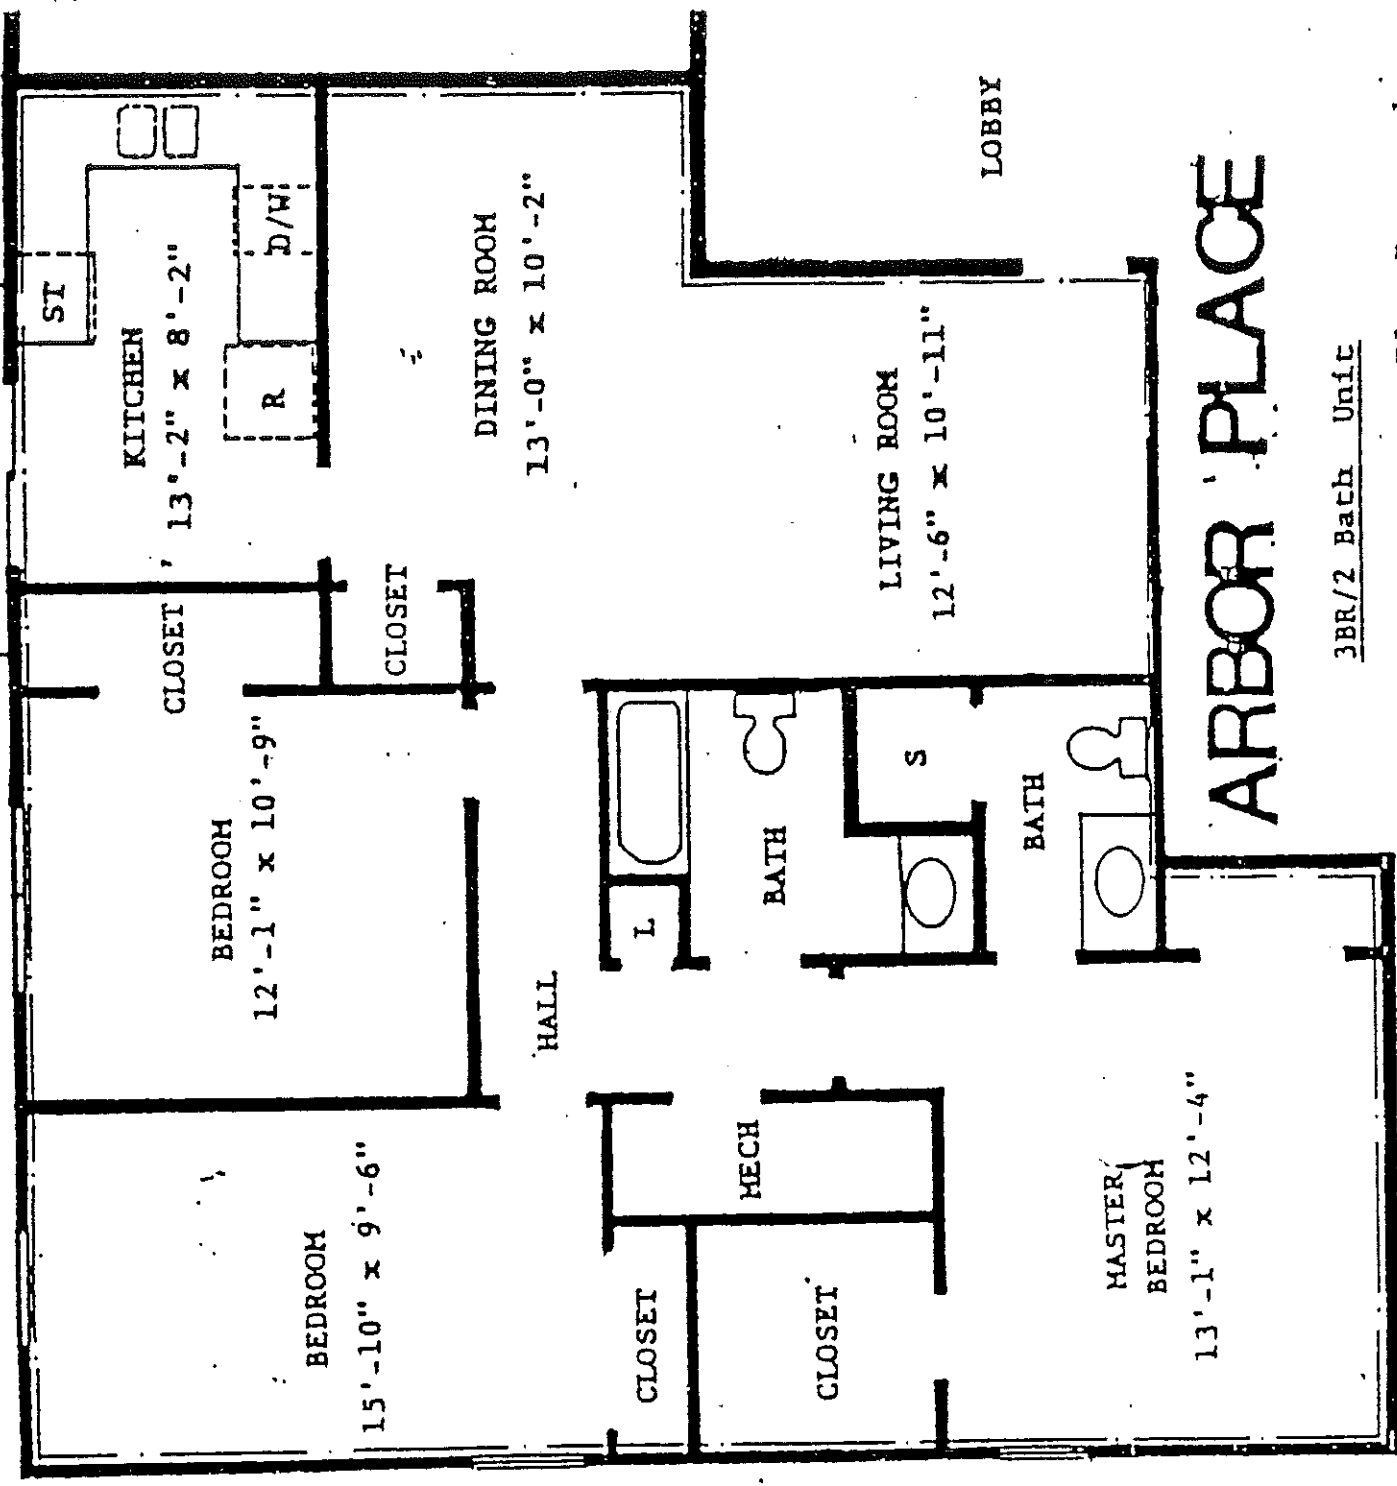 BEDROOM
15'-10" x 9'-6"
BEDROOM
12'-1" x 10'-9"
CLOSET
KITCHEN
13'-2" x 8'-2"
ST
R
D/W
CLOSET
DINING ROOM
13'-0" x 10'-2"
HALL
CLOSET
L
MECH
BATH
CLOSET
S
LIVING ROOM
12'-6" x 10'-11"
LOBBY
BATH
MASTER
BEDROOM
13'-1" x 12'-4"
ARBOR PLACE
3BR/2 Bath Unit